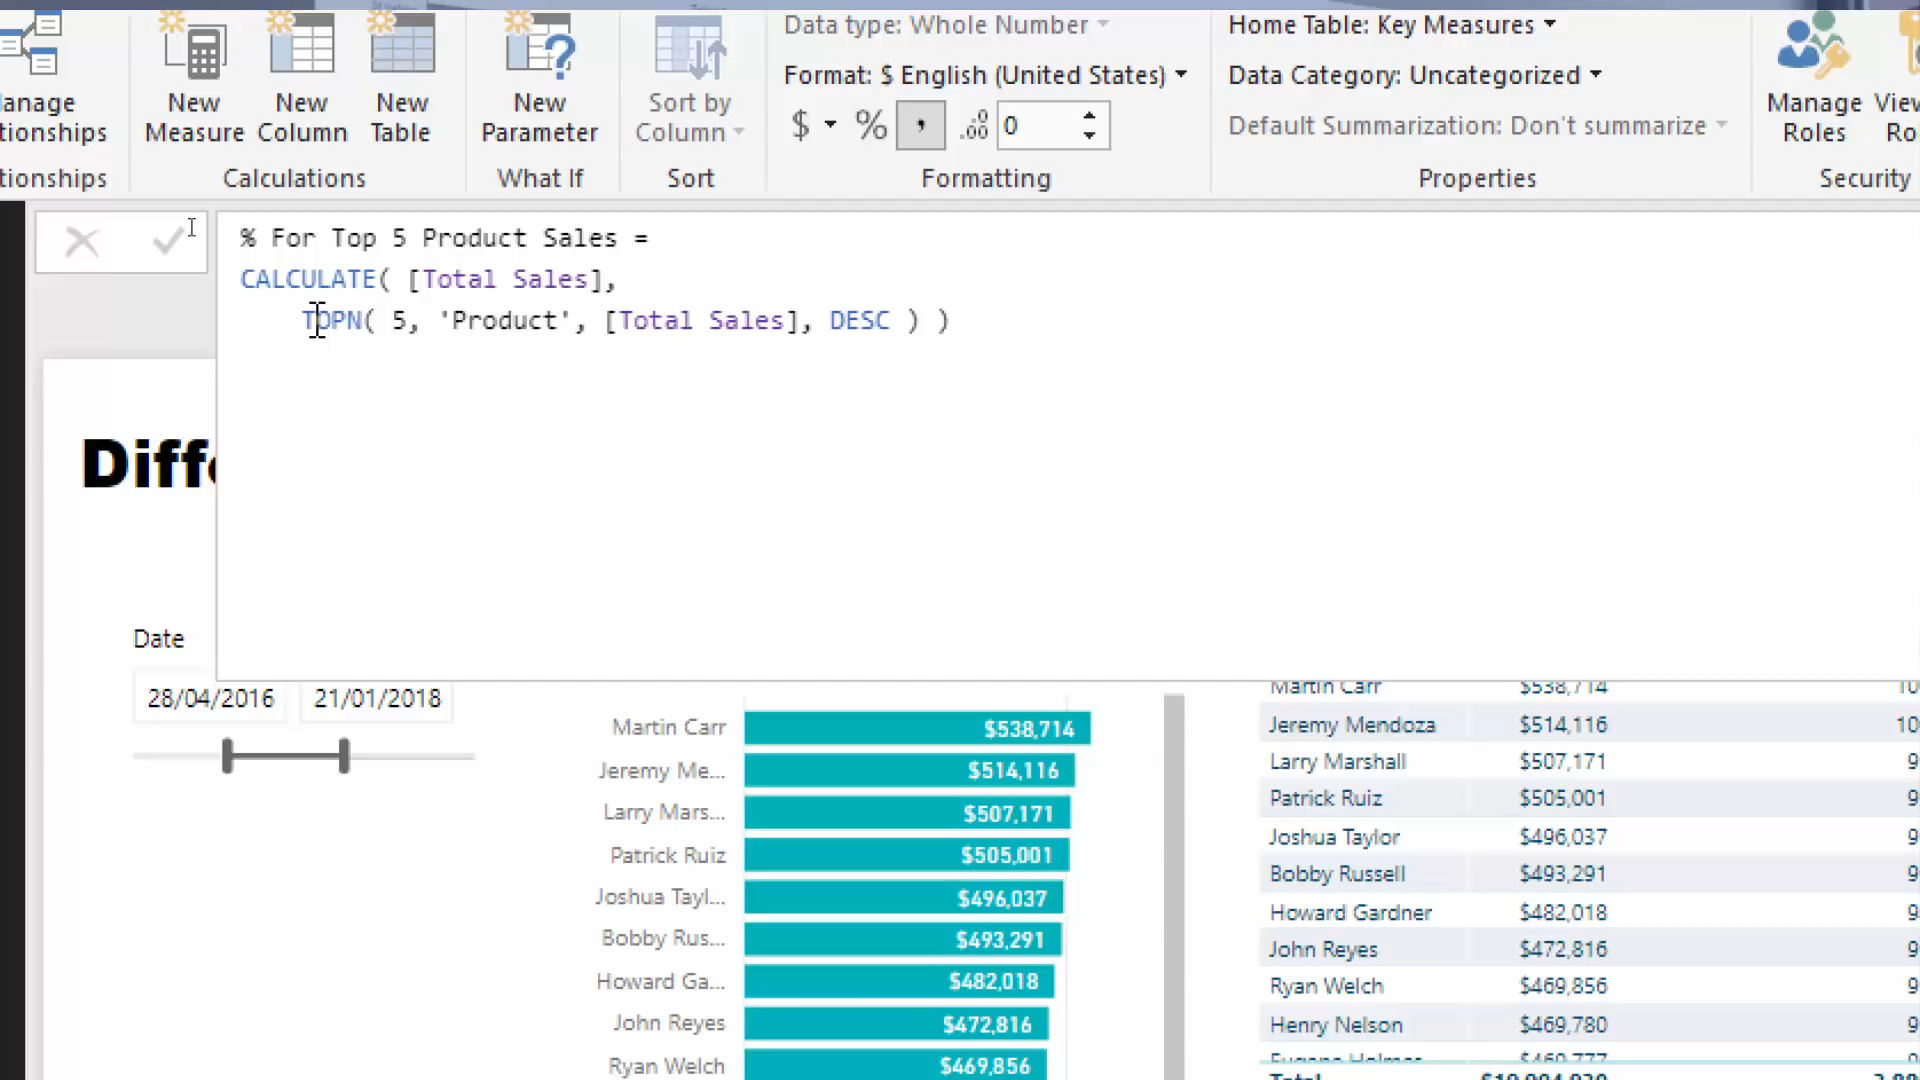 New Measure
New Column
New Table
New Parameter
Sort by Column
Data type: Whole Number
Format: $ English (United States)
$ % , .00 0
Home Table: Key Measures
Data Category: Uncategorized
Default Summarization: Don't summarize
Manage Roles
Calculations
What If
Sort
Formatting
Properties
Security
% For Top 5 Product Sales =
CALCULATE( [Total Sales],
TOPN( 5, 'Product', [Total Sales], DESC ) )
Date
28/04/2016 21/01/2018
Martin Carr $538,714
Jeremy Me... $514,116
Larry Mars... $507,171
Patrick Ruiz $505,001
Joshua Tayl... $496,037
Bobby Rus... $493,291
Howard Ga... $482,018
John Reyes $472,816
Ryan Welch $469,856
Martin Carr $538,714
Jeremy Mendoza $514,116
Larry Marshall $507,171
Patrick Ruiz $505,001
Joshua Taylor $496,037
Bobby Russell $493,291
Howard Gardner $482,018
John Reyes $472,816
Ryan Welch $469,856
Henry Nelson $469,780